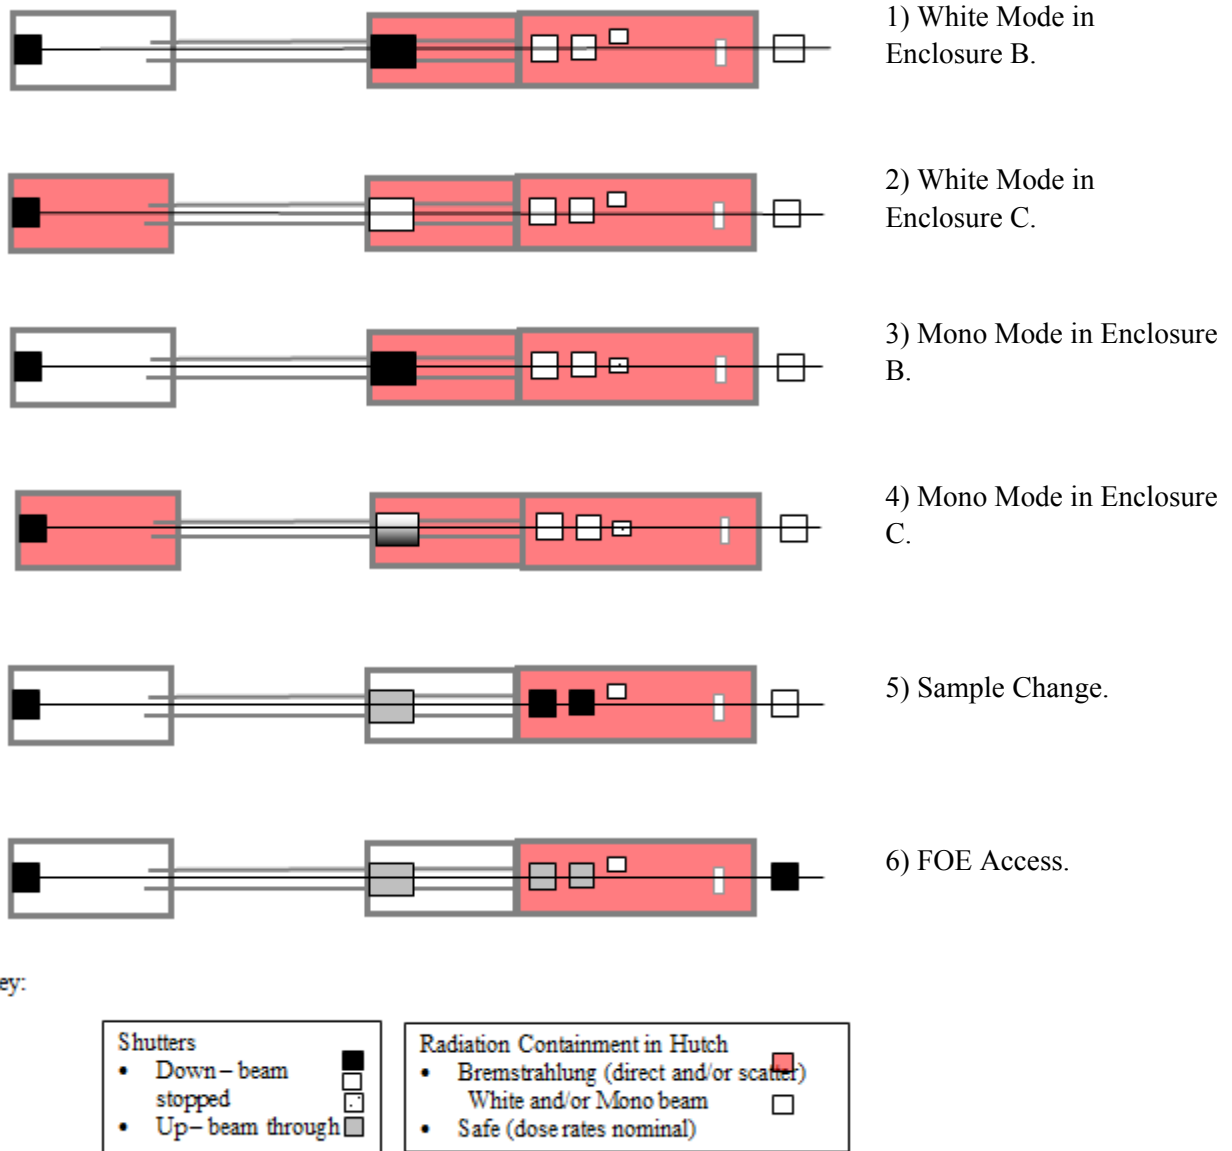 1) White Mode in
Enclosure B.
2) White Mode in
Enclosure C.
3) Mono Mode in Enclosure
B.
4) Mono Mode in Enclosure
C.
5) Sample Change.
6) FOE Access.
ey:
Shutters
• Down – beam
stopped
• Up – beam through
Radiation Containment in Hutch
• Bremstrahlung (direct and/or scatter)
White and/or Mono beam
• Safe (dose rates nominal)